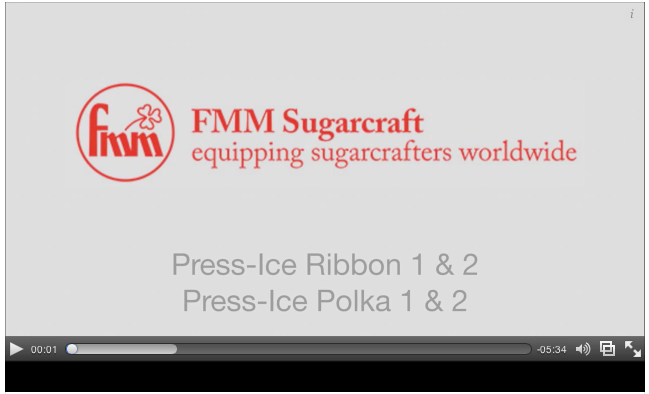 i
fmm
FMM Sugarcraft
equipping sugarcrafters worldwide
Press-Ice Ribbon 1 & 2
Press-Ice Polka 1 & 2
00:01
-05:34